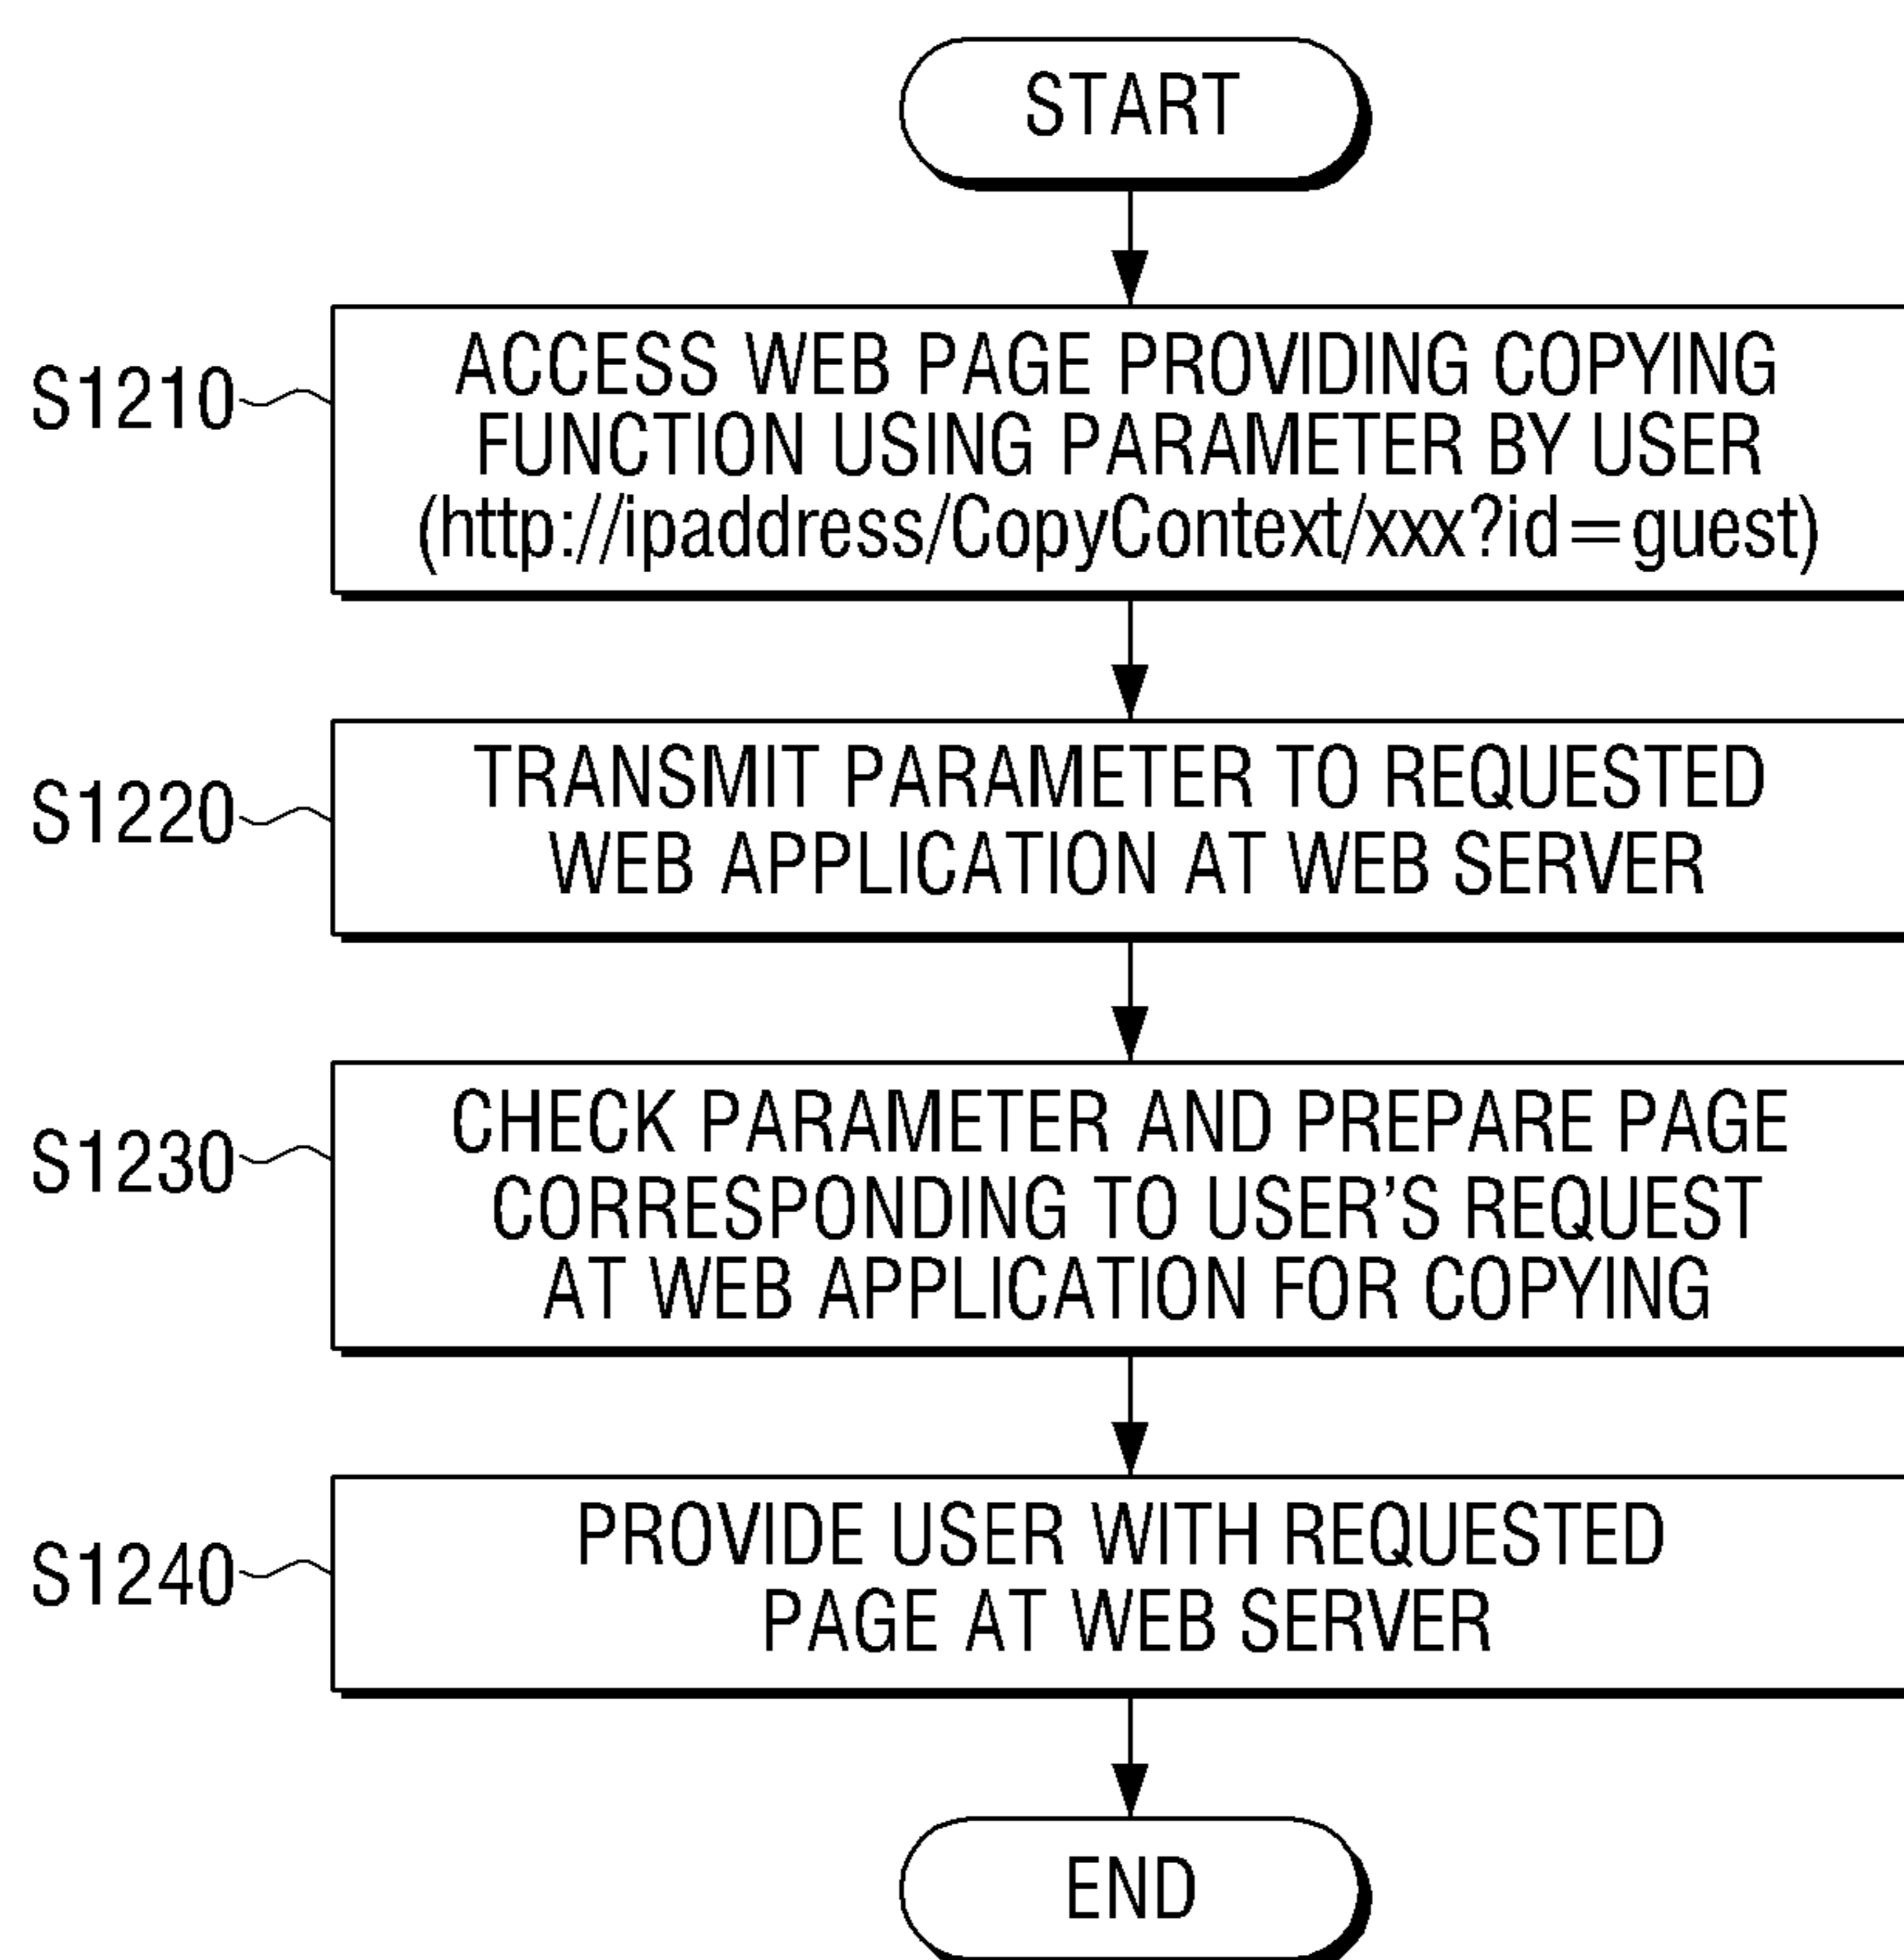 START
S1210
ACCESS WEB PAGE PROVIDING COPYING
FUNCTION USING PARAMETER BY USER
(http://ipaddress/CopyContext/xxx?id=guest)
S1220
TRANSMIT PARAMETER TO REQUESTED
WEB APPLICATION AT WEB SERVER
S1230
CHECK PARAMETER AND PREPARE PAGE
CORRESPONDING TO USER'S REQUEST
AT WEB APPLICATION FOR COPYING
S1240
PROVIDE USER WITH REQUESTED
PAGE AT WEB SERVER
END